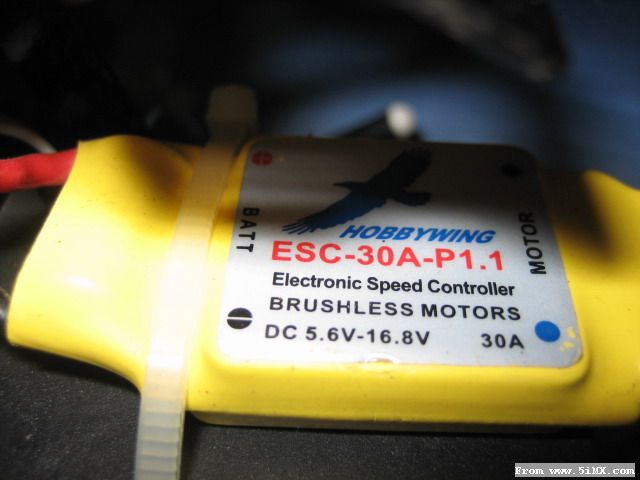 HOBBYWING
BATT
ESC-30A-P1.1
MOTOR
Electronic Speed Controller
BRUSHLESS MOTORS
DC 5.6V-16.8V 30A
From www.5iMX.com